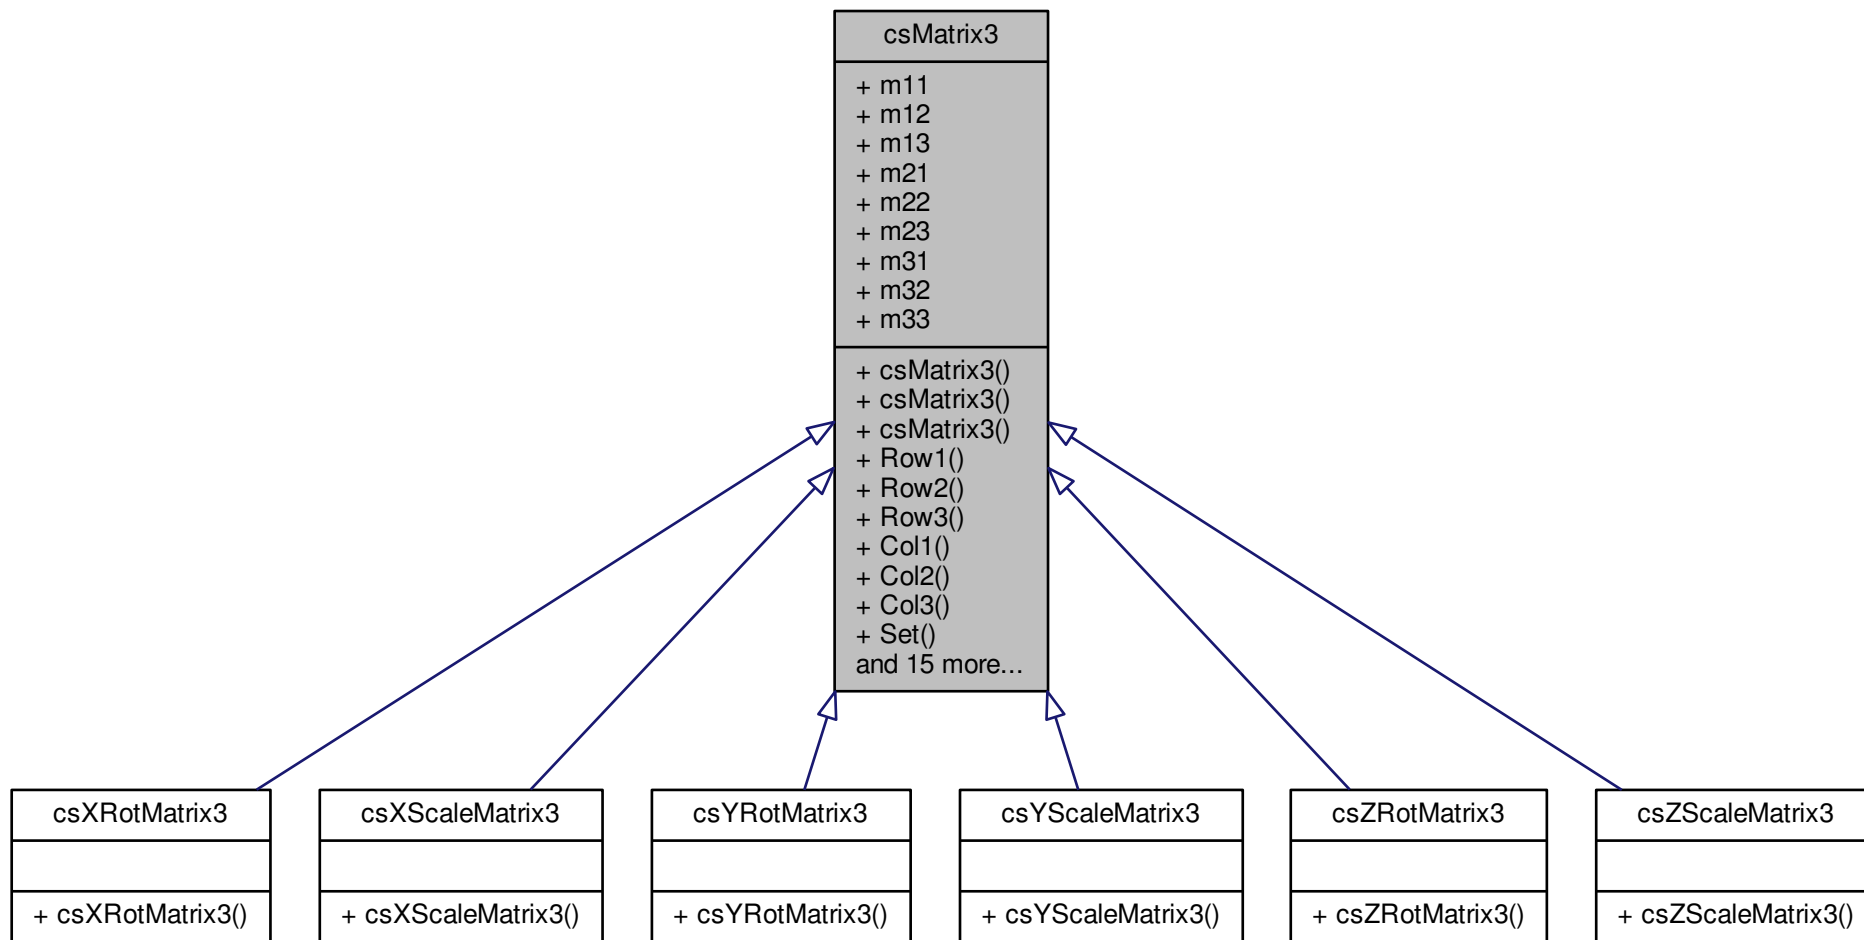 csMatrix3
+ m11
+ m12
+ m13
+ m21
+ m22
+ m23
+ m31
+ m32
+ m33
+ csMatrix3()
+ csMatrix3()
+ csMatrix3()
+ Row1()
+ Row2()
+ Row3()
+ Col1()
+ Col2()
+ Col3()
+ Set()
and 15 more...
csXRotMatrix3
+ csXRotMatrix3()
csXScaleMatrix3
+ csXScaleMatrix3()
csYRotMatrix3
+ csYRotMatrix3()
csYScaleMatrix3
+ csYScaleMatrix3()
csZRotMatrix3
+ csZRotMatrix3()
csZScaleMatrix3
+ csZScaleMatrix3()